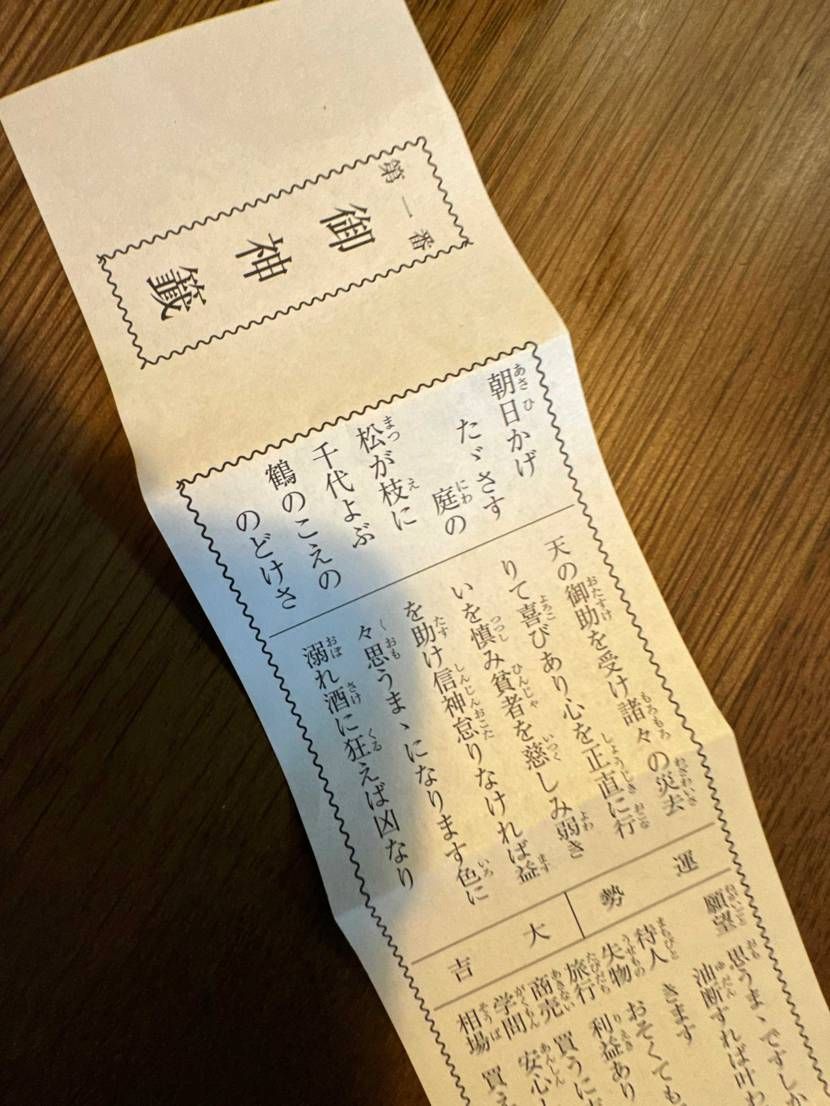 第一番
御神籤
朝日かげ
たゞさす
庭の
松が枝に
千代よぶ
鶴のこえの
のどけさ
天の御助を受け諸々の災去
りて喜びあり心を正直に行
いを慎み貧者を慈しみ弱き
を助け信神怠りなければ益
々思うまゝになります色に
溺れ酒に狂えば凶なり
運勢
大吉
願望
思うまゝですしか
油断すれば叶わ
待人
きます
失物
おそくても
旅行
利益あり
商売
買うに
学問
安心し
相場
買え